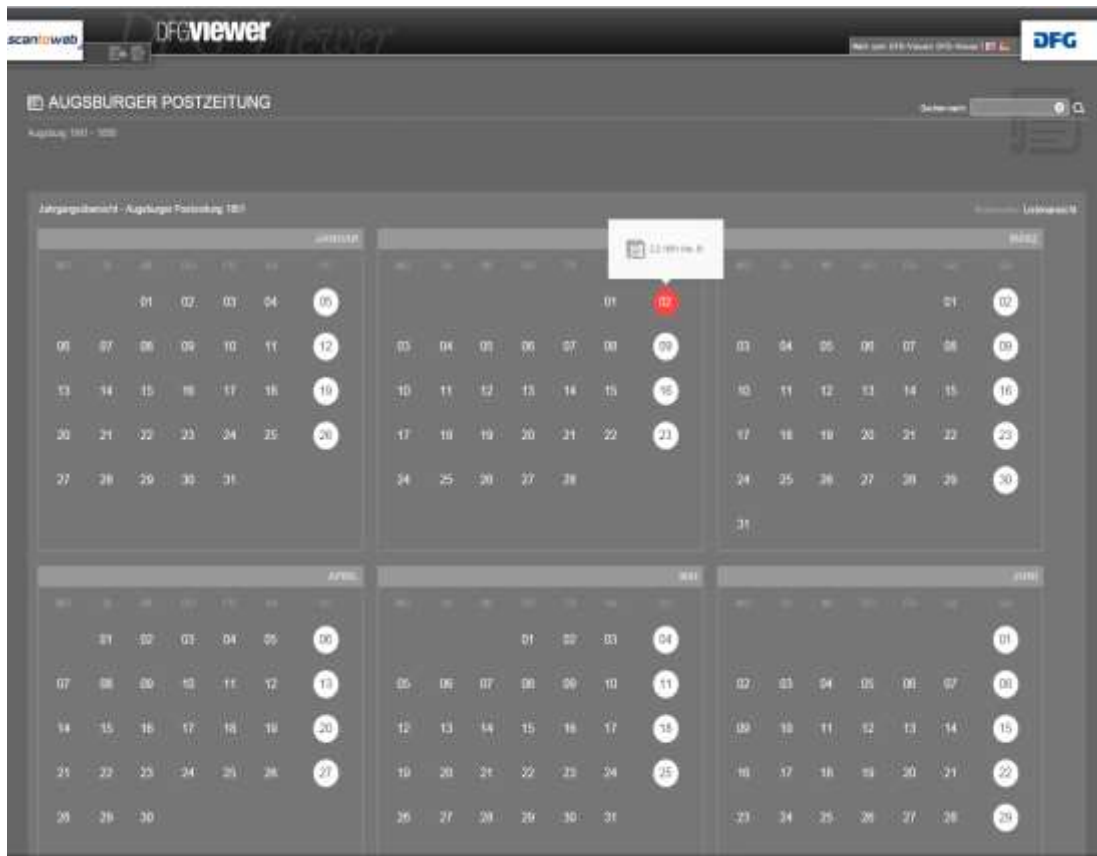 scantoweb
DFGVIEWER
DFG
AUGSBURGER POSTZEITUNG
Suchen nach
Jahrgangsübersicht - Augsburger Postzeitung 1851
Listenansicht
JANUAR
MÄRZ
01 02 03 04 05 01 02 01 02
06 07 08 09 10 11 12 03 04 05 06 07 08 09 03 04 05 06 07 08 09
13 14 15 16 17 18 19 10 11 12 13 14 15 16 10 11 12 13 14 15 16
20 21 22 23 24 25 26 17 18 19 20 21 22 23 17 18 19 20 21 22 23
27 28 29 30 31 24 25 26 27 28 24 25 26 27 28 29 30
31
APRIL MAI JUNI
01 02 03 04 05 06 01 02 03 04 01
07 08 09 10 11 12 13 05 06 07 08 09 10 11 02 03 04 05 06 07 08
14 15 16 17 18 19 20 12 13 14 15 16 17 18 09 10 11 12 13 14 15
21 22 23 24 25 26 27 19 20 21 22 23 24 25 16 17 18 19 20 21 22
28 29 30 26 27 28 29 30 31 23 24 25 26 27 28 29